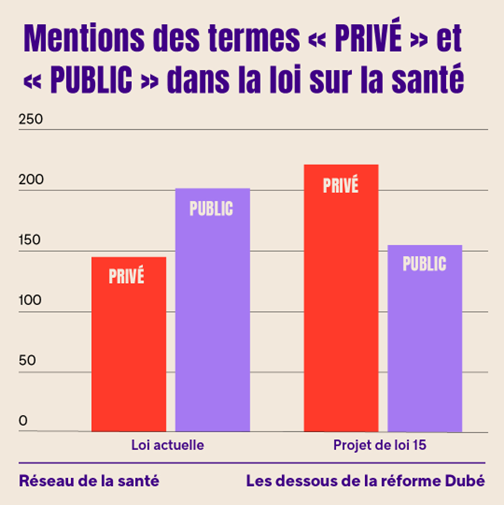 Mentions des termes « PRIVÉ » et
« PUBLIC » dans la loi sur la santé
250
200
150
100
50
0
PRIVÉ
PUBLIC
PRIVÉ
PUBLIC
Loi actuelle
Projet de loi 15
Réseau de la santé
Les dessous de la réforme Dubé